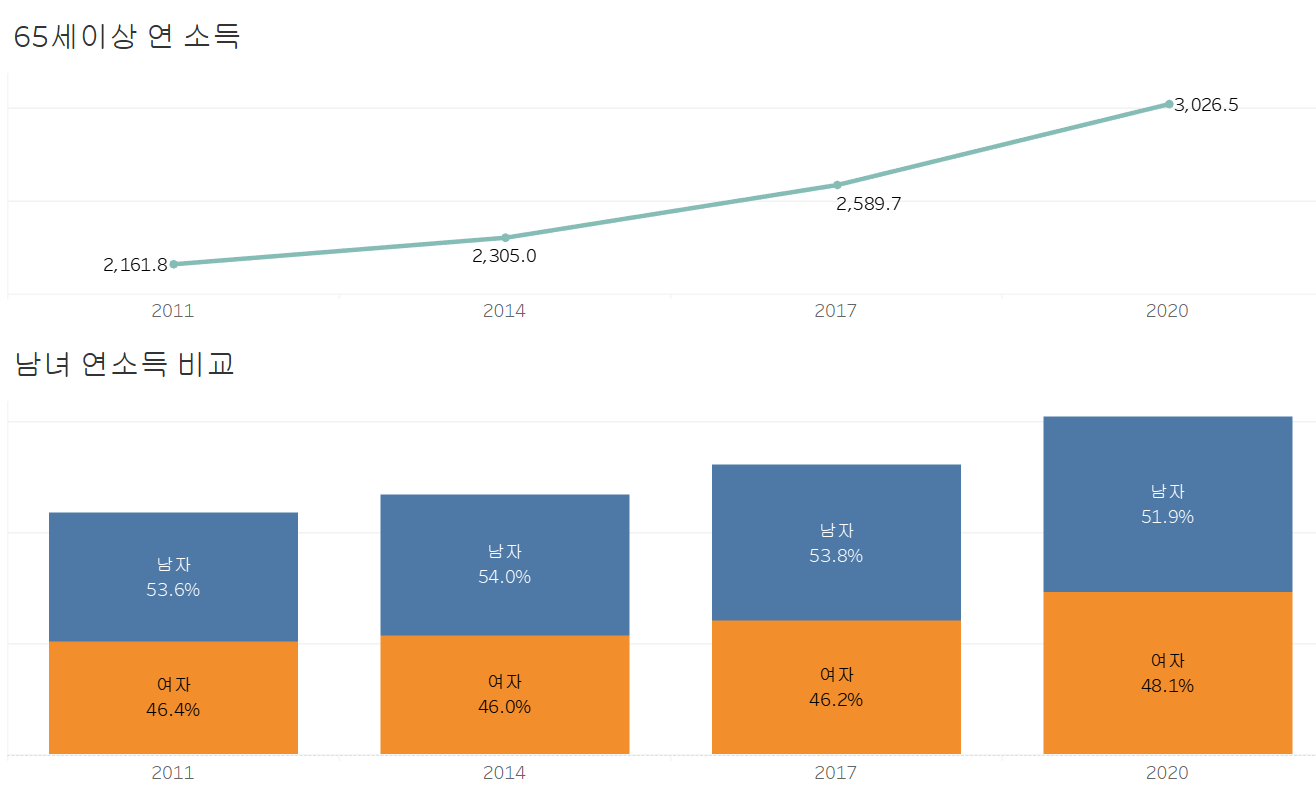 65세이상 연 소득
3,026.5
2,589.7
2,305.0
2,161.8
2011 2014 2017 2020
남녀 연소득 비교
남자
53.6%
남자
54.0%
남자
53.8%
남자
51.9%
여자
46.4%
여자
46.0%
여자
46.2%
여자
48.1%
2011 2014 2017 2020